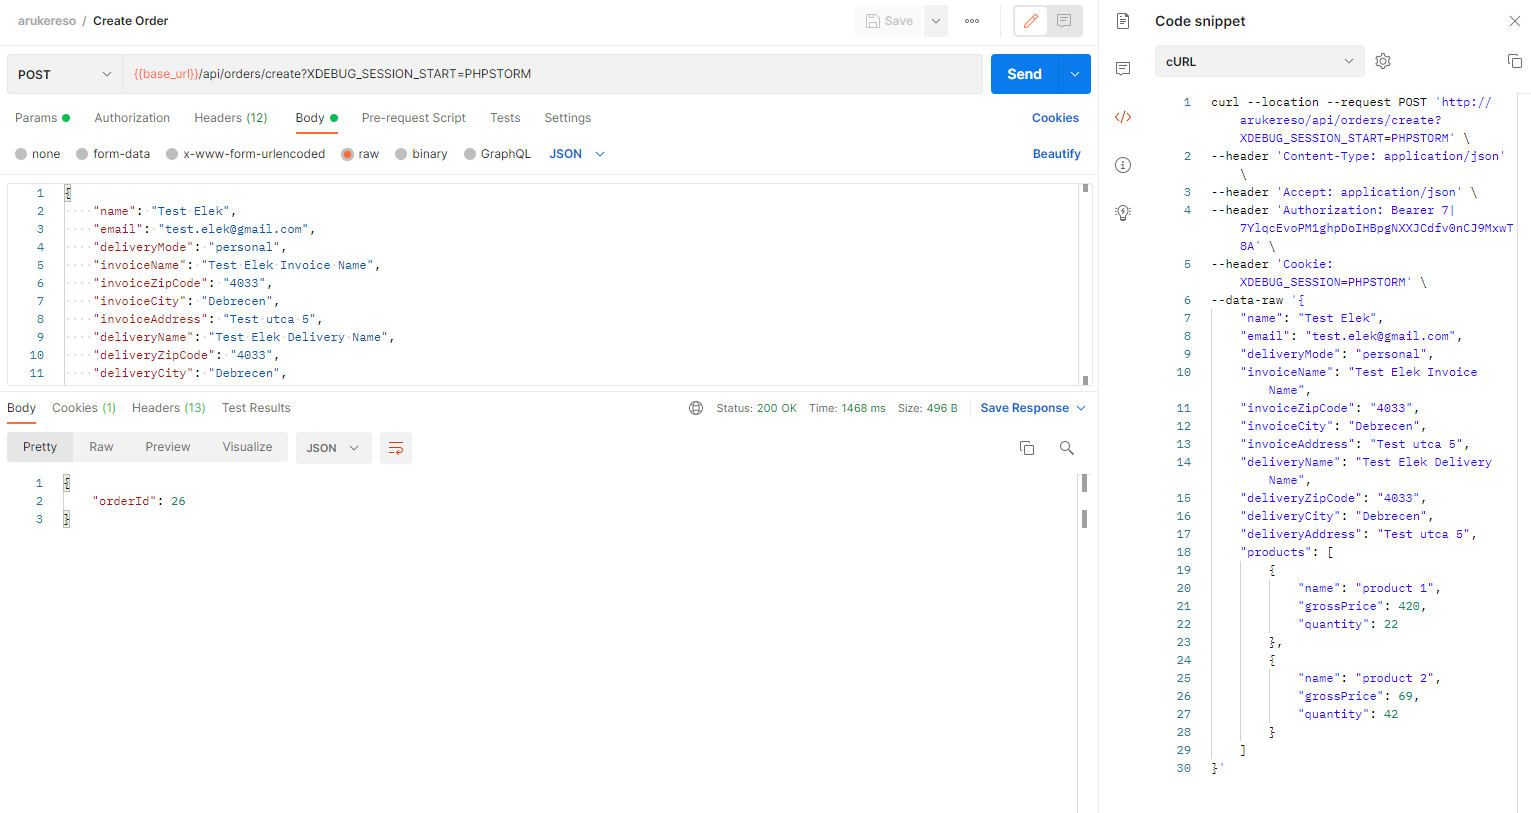 arukereso / Create Order
Save
POST
{{base_url}}/api/orders/create?XDEBUG_SESSION_START=PHPSTORM
Send
Params Authorization Headers (12) Body Pre-request Script Tests Settings Cookies
none form-data x-www-form-urlencoded raw binary GraphQL JSON Beautify
1 {
2 "name": "Test Elek",
3 "email": "test.elek@gmail.com",
4 "deliveryMode": "personal",
5 "invoiceName": "Test Elek Invoice Name",
6 "invoiceZipCode": "4033",
7 "invoiceCity": "Debrecen",
8 "invoiceAddress": "Test utca 5",
9 "deliveryName": "Test Elek Delivery Name",
10 "deliveryZipCode": "4033",
11 "deliveryCity": "Debrecen",
Body Cookies (1) Headers (13) Test Results Status: 200 OK Time: 1468 ms Size: 496 B Save Response
Pretty Raw Preview Visualize JSON
1 {
2 "orderId": 26
3 }
Code snippet
cURL
1 curl --location --request POST 'http://
arukereso/api/orders/create?
XDEBUG_SESSION_START=PHPSTORM' \
2 --header 'Content-Type: application/json'
\
3 --header 'Accept: application/json' \
4 --header 'Authorization: Bearer 7|
7YlqcEvoPM1ghpDoIHBpgNXXJCdfv0nCJ9MxwT
8A' \
5 --header 'Cookie:
XDEBUG_SESSION=PHPSTORM' \
6 --data-raw '{
7 "name": "Test Elek",
8 "email": "test.elek@gmail.com",
9 "deliveryMode": "personal",
10 "invoiceName": "Test Elek Invoice
Name",
11 "invoiceZipCode": "4033",
12 "invoiceCity": "Debrecen",
13 "invoiceAddress": "Test utca 5",
14 "deliveryName": "Test Elek Delivery
Name",
15 "deliveryZipCode": "4033",
16 "deliveryCity": "Debrecen",
17 "deliveryAddress": "Test utca 5",
18 "products": [
19 {
20 "name": "product 1",
21 "grossPrice": 420,
22 "quantity": 22
23 },
24 {
25 "name": "product 2",
26 "grossPrice": 69,
27 "quantity": 42
28 }
29 ]
30 }'